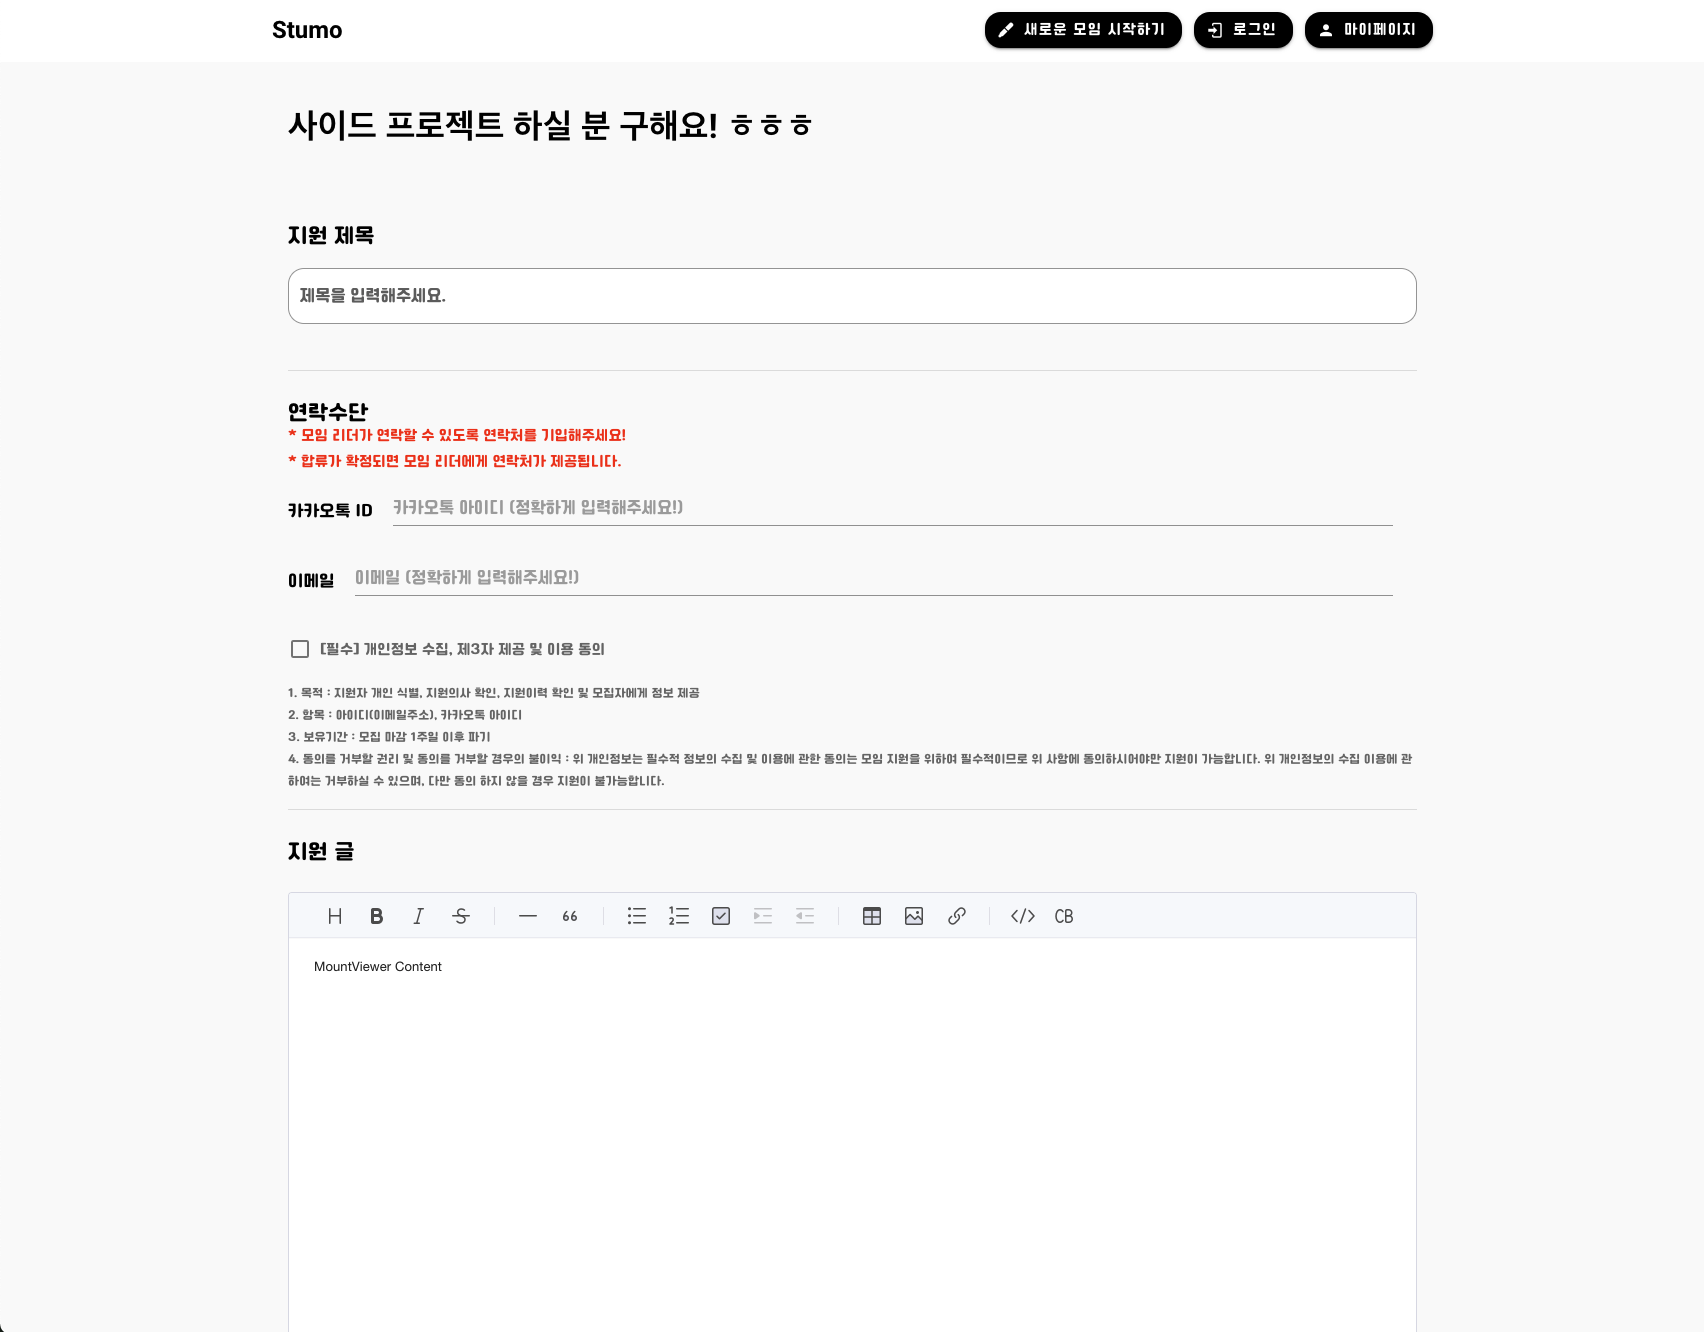 Stumo
새로운 모임 시작하기
로그인
마이페이지
사이드 프로젝트 하실 분 구해요! ㅎㅎㅎ
지원 제목
제목을 입력해주세요.
연락수단
* 모임 리더가 연락할 수 있도록 연락처를 기입해주세요!
* 합류가 확정되면 모임 리더에게 연락처가 제공됩니다.
카카오톡 ID
카카오톡 아이디 (정확하게 입력해주세요!)
이메일
이메일 (정확하게 입력해주세요!)
[필수] 개인정보 수집, 제3자 제공 및 이용 동의
1. 목적 : 지원자 개인 식별, 지원의사 확인, 지원이력 확인 및 모집자에게 정보 제공
2. 항목 : 아이디(이메일주소), 카카오톡 아이디
3. 보유기간 : 모집 마감 1주일 이후 파기
4. 동의를 거부할 권리 및 동의를 거부할 경우의 불이익 : 위 개인정보는 필수적 정보의 수집 및 이용에 관한 동의는 모임 지원을 위하여 필수적이므로 위 사항에 동의하시어야만 지원이 가능합니다. 위 개인정보의 수집 이용에 관
하여는 거부하실 수 있으며, 다만 동의 하지 않을 경우 지원이 불가능합니다.
지원 글
H B I S 66 </> CB
MountViewer Content